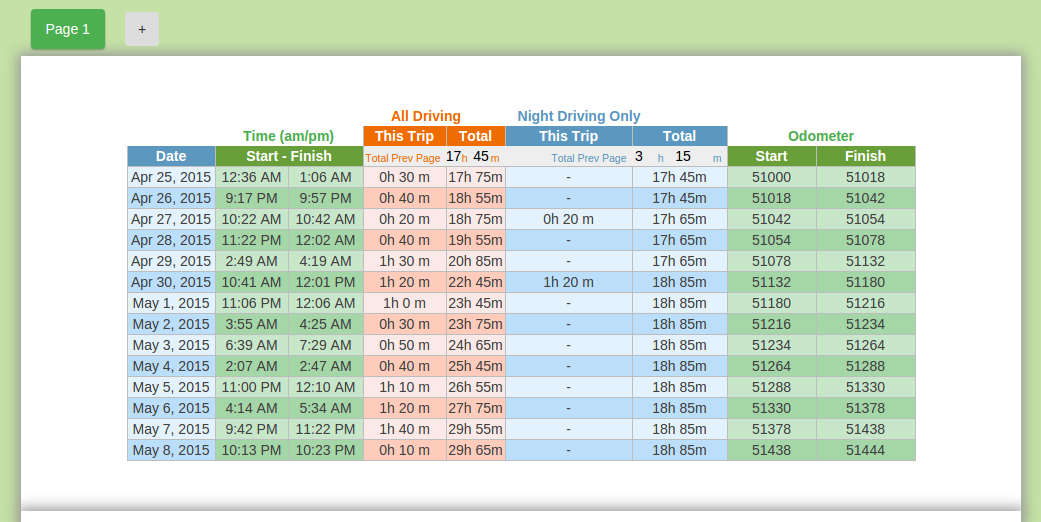 Page 1 +
All Driving Night Driving Only
Time (am/pm) This Trip Total This Trip Total Odometer
Date Start - Finish Total Prev Page 17h 45m Total Prev Page 3 h 15 m Start Finish
Apr 25, 2015 12:36 AM 1:06 AM 0h 30 m 17h 75m - 17h 45m 51000 51018
Apr 26, 2015 9:17 PM 9:57 PM 0h 40 m 18h 55m - 17h 45m 51018 51042
Apr 27, 2015 10:22 AM 10:42 AM 0h 20 m 18h 75m 0h 20 m 17h 65m 51042 51054
Apr 28, 2015 11:22 PM 12:02 AM 0h 40 m 19h 55m - 17h 65m 51054 51078
Apr 29, 2015 2:49 AM 4:19 AM 1h 30 m 20h 85m - 17h 65m 51078 51132
Apr 30, 2015 10:41 AM 12:01 PM 1h 20 m 22h 45m 1h 20 m 18h 85m 51132 51180
May 1, 2015 11:06 PM 12:06 AM 1h 0 m 23h 45m - 18h 85m 51180 51216
May 2, 2015 3:55 AM 4:25 AM 0h 30 m 23h 75m - 18h 85m 51216 51234
May 3, 2015 6:39 AM 7:29 AM 0h 50 m 24h 65m - 18h 85m 51234 51264
May 4, 2015 2:07 AM 2:47 AM 0h 40 m 25h 45m - 18h 85m 51264 51288
May 5, 2015 11:00 PM 12:10 AM 1h 10 m 26h 55m - 18h 85m 51288 51330
May 6, 2015 4:14 AM 5:34 AM 1h 20 m 27h 75m - 18h 85m 51330 51378
May 7, 2015 9:42 PM 11:22 PM 1h 40 m 29h 55m - 18h 85m 51378 51438
May 8, 2015 10:13 PM 10:23 PM 0h 10 m 29h 65m - 18h 85m 51438 51444